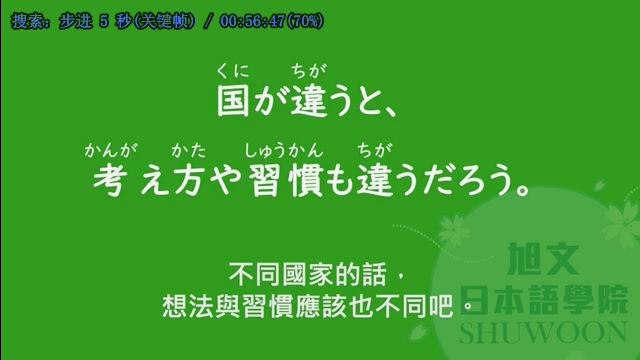 搜索: 步进 5 秒(关键帧) / 00:56:47(70%)
くに ちが
国が違うと、
かんが かた しゅうかん ちが
考え方や習慣も違うだろう。
不同國家的話，
想法與習慣應該也不同吧。
旭文
日本語學院
SHUWOON